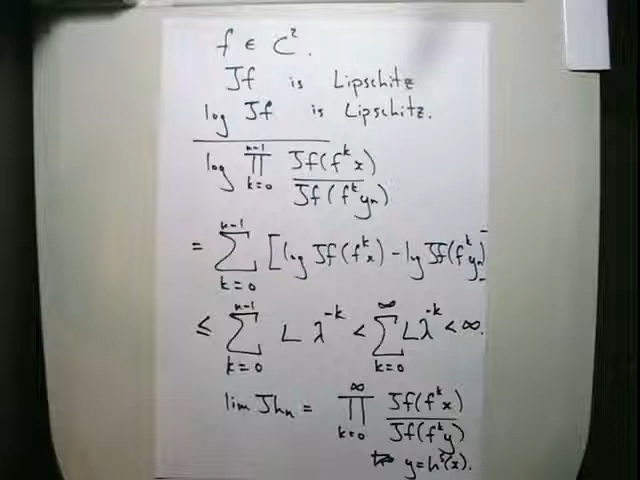 f ∈ C².
Jf is Lipschitz
log Jf is Lipschitz.
log ∏_{k=0}^{n-1} Jf(f^k x) / Jf(f^k y_n)
= ∑_{k=0}^{n-1} [log Jf(f^k x) - log Jf(f^k y_n)]
≤ ∑_{k=0}^{n-1} L λ^{-k} < ∑_{k=0}^{∞} L λ^{-k} < ∞.
lim Jh_n = ∏_{k=0}^{∞} Jf(f^k x) / Jf(f^k y)
y = h^s(x).